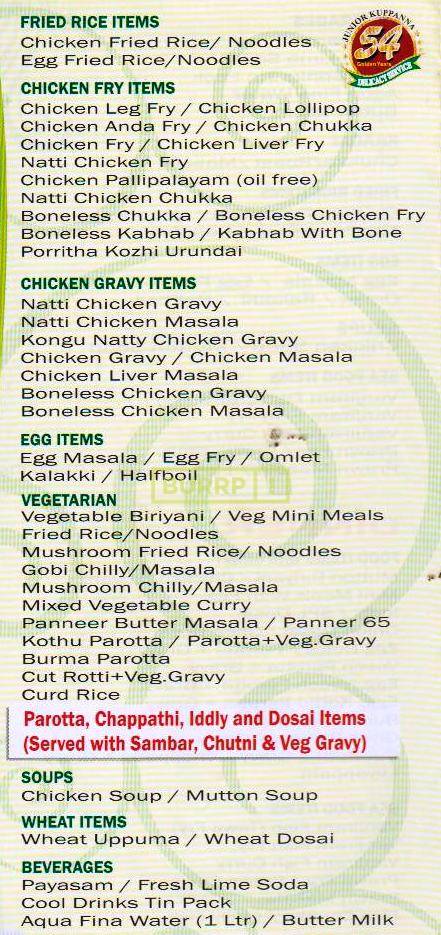 JUNIOR KUPPANNA
54
Golden Years
DELICACY SERVICE
FRIED RICE ITEMS
Chicken Fried Rice/ Noodles
Egg Fried Rice/Noodles
CHICKEN FRY ITEMS
Chicken Leg Fry / Chicken Lollipop
Chicken Anda Fry / Chicken Chukka
Chicken Fry / Chicken Liver Fry
Natti Chicken Fry
Chicken Pallipalayam (oil free)
Natti Chicken Chukka
Boneless Chukka / Boneless Chicken Fry
Boneless Kabhab / Kabhab With Bone
Porritha Kozhi Urundai
CHICKEN GRAVY ITEMS
Natti Chicken Gravy
Natti Chicken Masala
Kongu Natty Chicken Gravy
Chicken Gravy / Chicken Masala
Chicken Liver Masala
Boneless Chicken Gravy
Boneless Chicken Masala
EGG ITEMS
Egg Masala / Egg Fry / Omlet
Kalakki / Halfboil
BURRP
VEGETARIAN
Vegetable Biriyani / Veg Mini Meals
Fried Rice/Noodles
Mushroom Fried Rice/ Noodles
Gobi Chilly/Masala
Mushroom Chilly/Masala
Mixed Vegetable Curry
Panneer Butter Masala / Panner 65
Kothu Parotta / Parotta+Veg.Gravy
Burma Parotta
Cut Rotti+Veg.Gravy
Curd Rice
Parotta, Chappathi, Iddly and Dosai Items
(Served with Sambar, Chutni & Veg Gravy)
SOUPS
Chicken Soup / Mutton Soup
WHEAT ITEMS
Wheat Uppuma / Wheat Dosai
BEVERAGES
Payasam / Fresh Lime Soda
Cool Drinks Tin Pack
Aqua Fina Water (1 Ltr) / Butter Milk